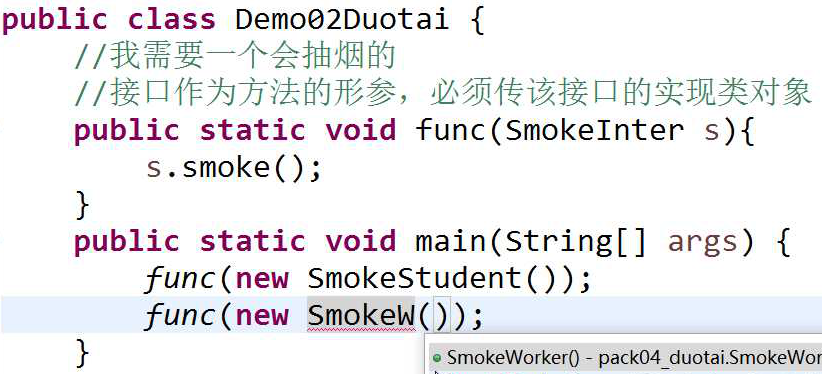 public class Demo02Duotai {
//我需要一个会抽烟的
//接口作为方法的形参，必须传该接口的实现类对象
public static void func(SmokeInter s){
s.smoke();
}
public static void main(String[] args) {
func(new SmokeStudent());
func(new SmokeW());
SmokeWorker() - pack04_duotai.SmokeWor
}